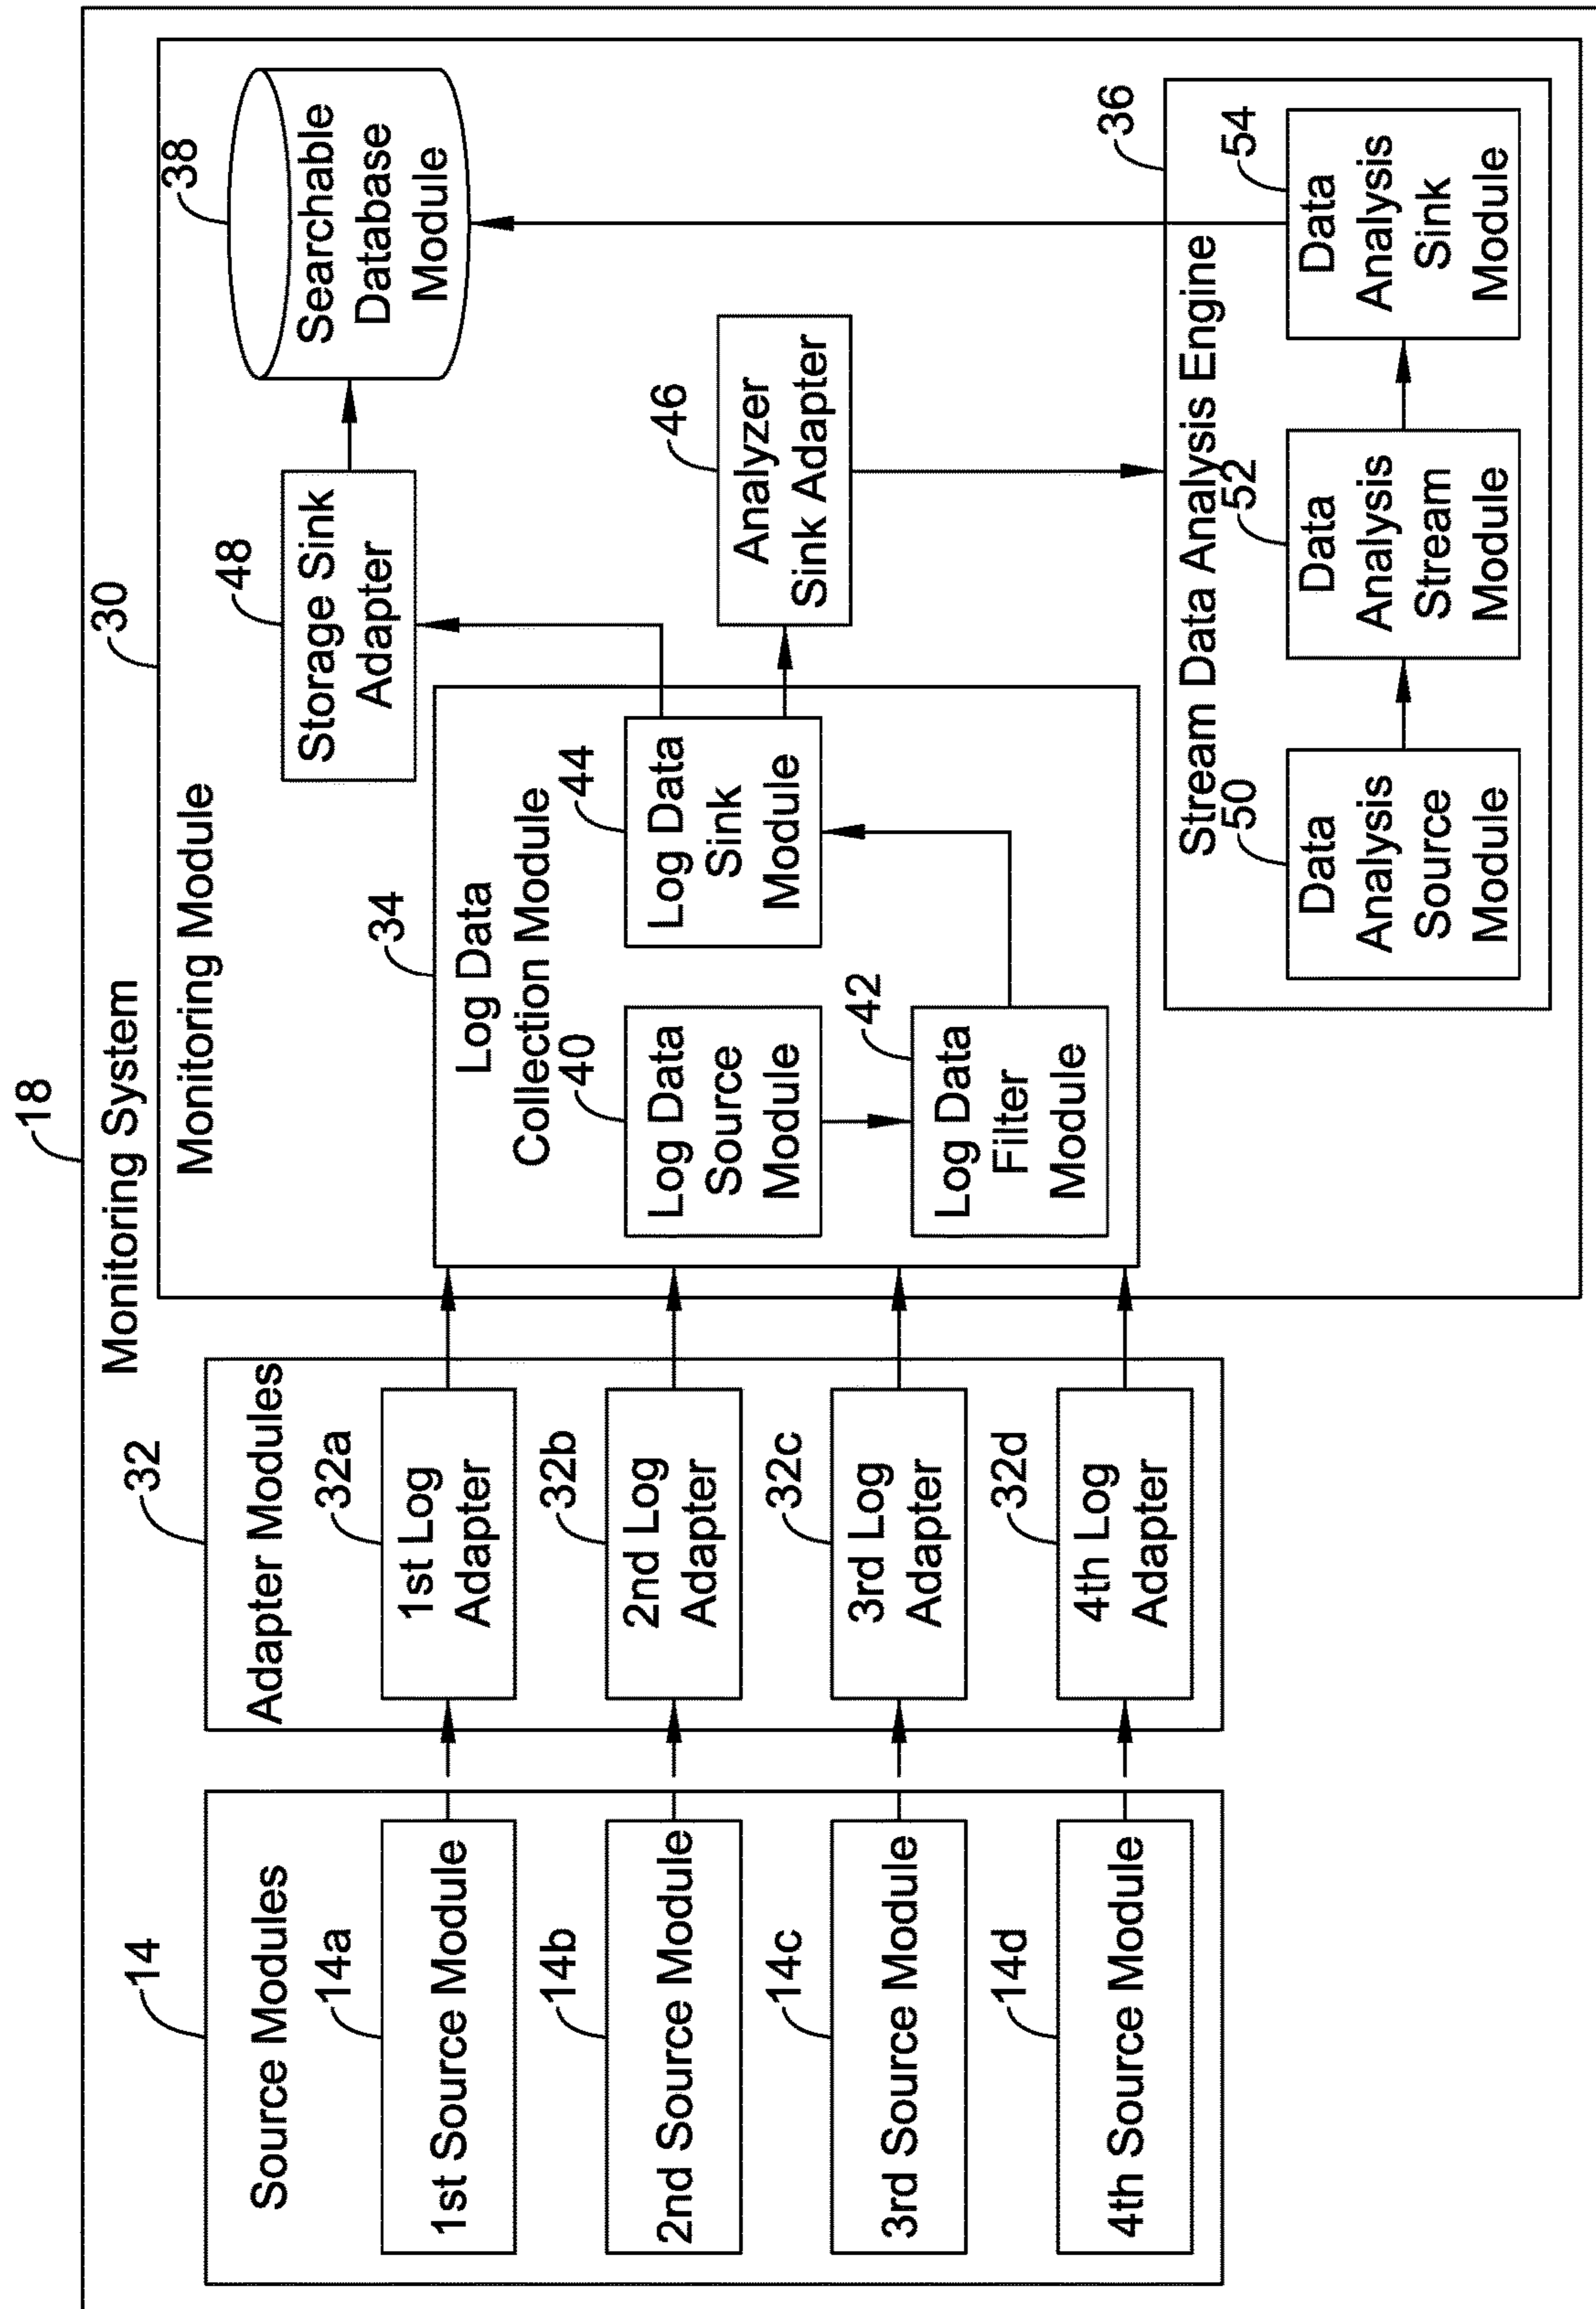 18
Monitoring System
14
Source Modules
14a
1st Source Module
14b
2nd Source Module
14c
3rd Source Module
14d
4th Source Module
32
Adapter Modules
32a
1st Log
Adapter
32b
2nd Log
Adapter
32c
3rd Log
Adapter
32d
4th Log
Adapter
30
Monitoring Module
34
Log Data
Collection Module
40
Log Data
Source
Module
42
Log Data
Filter
Module
44
Log Data
Sink
Module
48
Storage Sink
Adapter
38
Searchable
Database
Module
46
Analyzer
Sink Adapter
36
Stream Data Analysis Engine
50
Data
Analysis
Source
Module
52
Data
Analysis
Stream
Module
54
Data
Analysis
Sink
Module